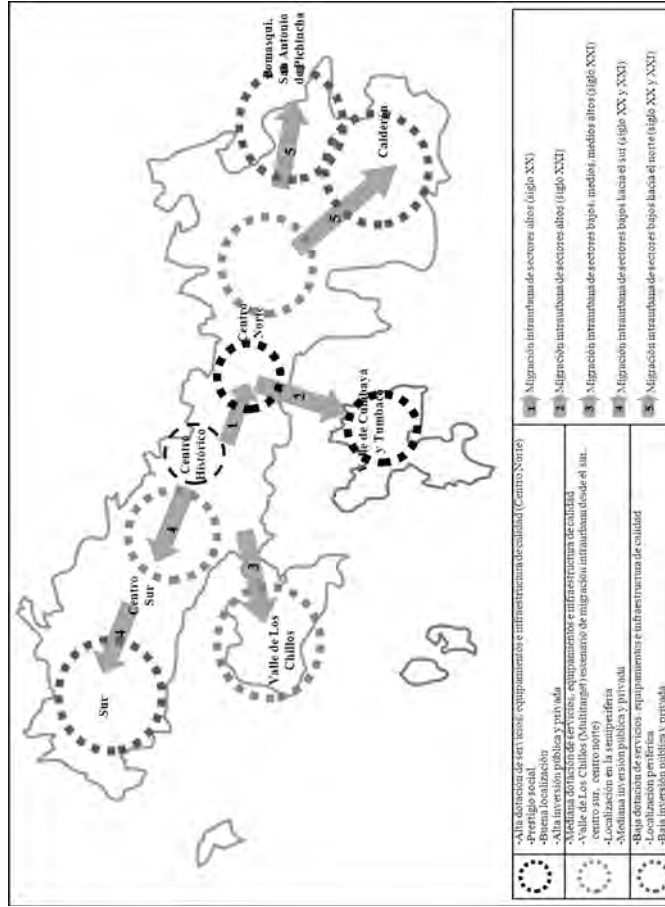 Pomasqui,
San Antonio
de Pichincha
Calderón
Centro
Norte
Centro
Histórico
Valle de Cumbayá
y Tumbaco
Centro
Sur
Sur
Valle de Los
Chillos
1
2
3
4
4
5
5
-Alta dotación de servicios, equipamientos e infraestructura de calidad (Centro Norte)
-Prestigio social
-Buena localización
-Alta inversión pública y privada
-Mediana dotación de servicios, equipamientos e infraestructura de calidad
-Valle de Los Chillos (Multitarget) escenario de migración intraurbana desde el sur,
centro sur, centro norte)
-Localización en la semiperiferia
-Mediana inversión pública y privada
-Baja dotación de servicios, equipamientos e infraestructura de calidad
-Localización periférica
-Baja inversión pública y privada
1 Migración intraurbana de sectores altos (siglo XX)
2 Migración intraurbana de sectores altos (siglo XXI)
3 Migración intraurbana de sectores bajos, medios, medios altos (siglo XXI)
4 Migración intraurbana de sectores bajos hacia el sur (siglo XX y XXI)
5 Migración intraurbana de sectores bajos hacia el norte (siglo XX y XXI)